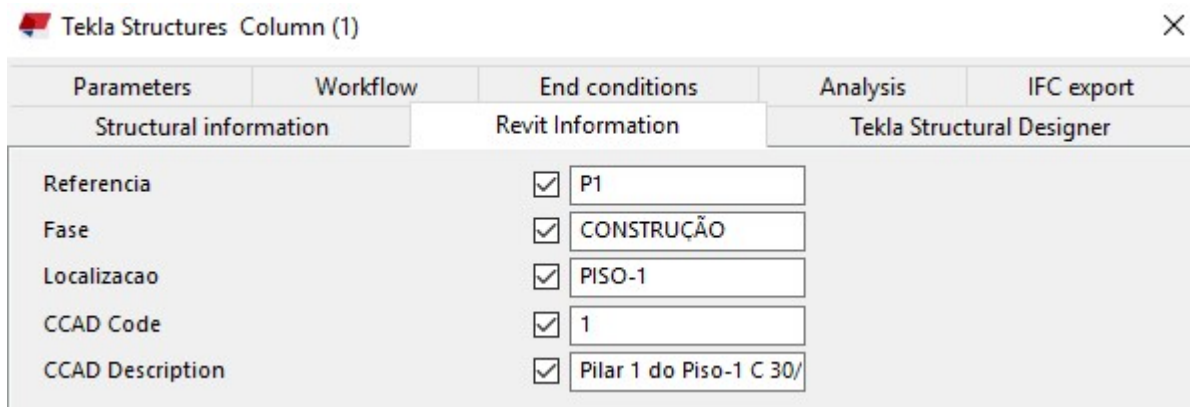 Tekla Structures Column (1)
Parameters Workflow End conditions Analysis IFC export
Structural information Revit Information Tekla Structural Designer
Referência P1
Fase CONSTRUÇÃO
Localizacao PISO-1
CCAD Code 1
CCAD Description Pilar 1 do Piso-1 C 30/